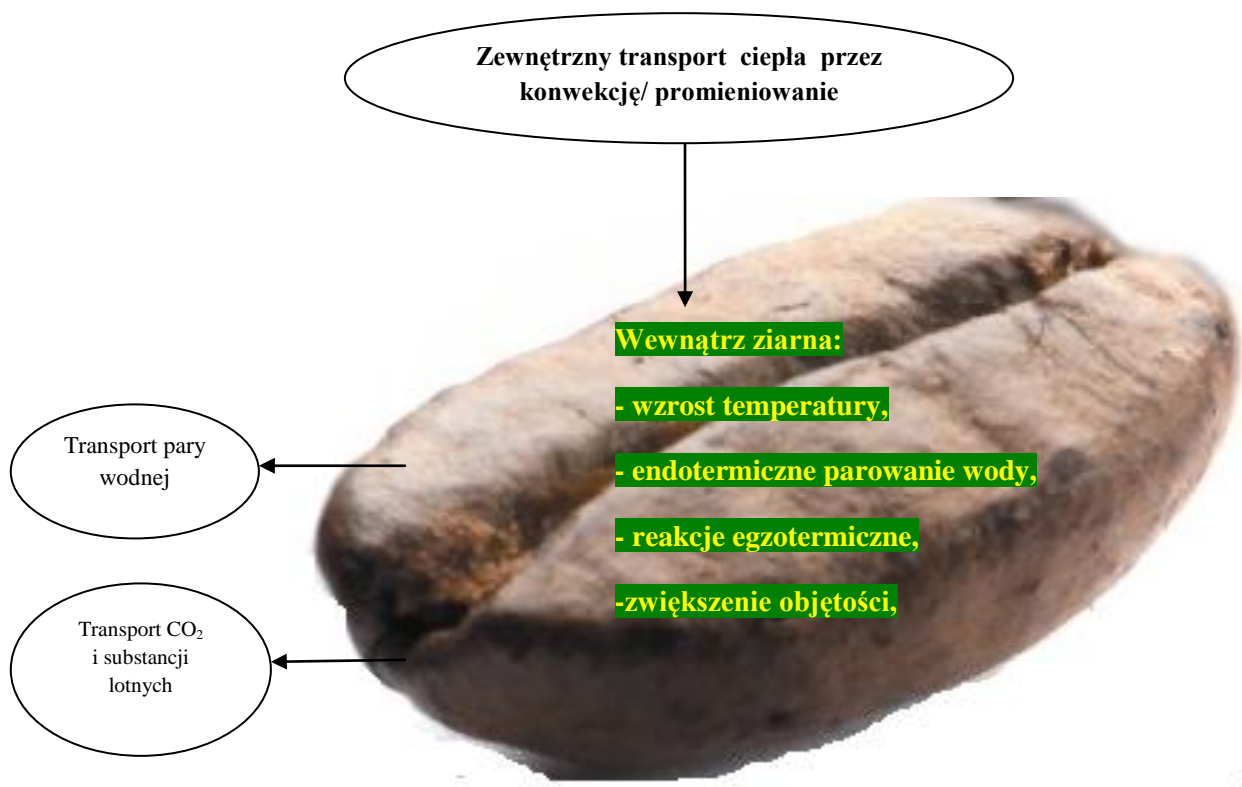 Zewnętrzny transport ciepła przez
konwekcję/ promieniowanie
Wewnątrz ziarna:
- wzrost temperatury,
- endotermiczne parowanie wody,
- reakcje egzotermiczne,
-zwiększenie objętości,
Transport pary
wodnej
Transport CO₂
i substancji
lotnych